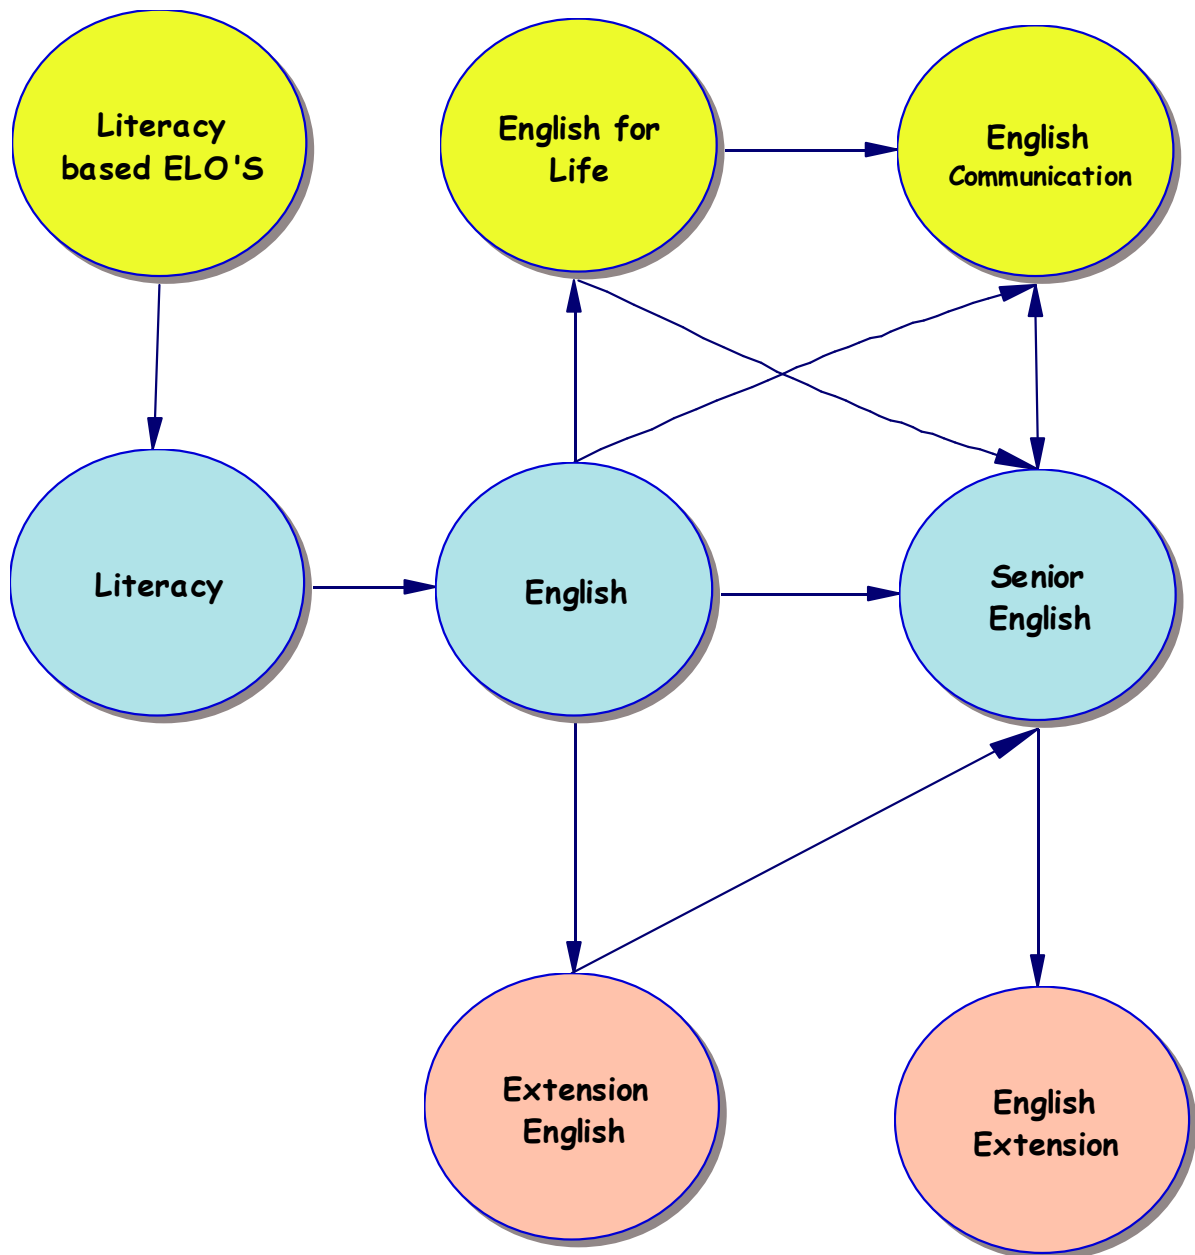 Literacy
based ELO'S
English for
Life
English
Communication
Literacy
English
Senior
English
Extension
English
English
Extension